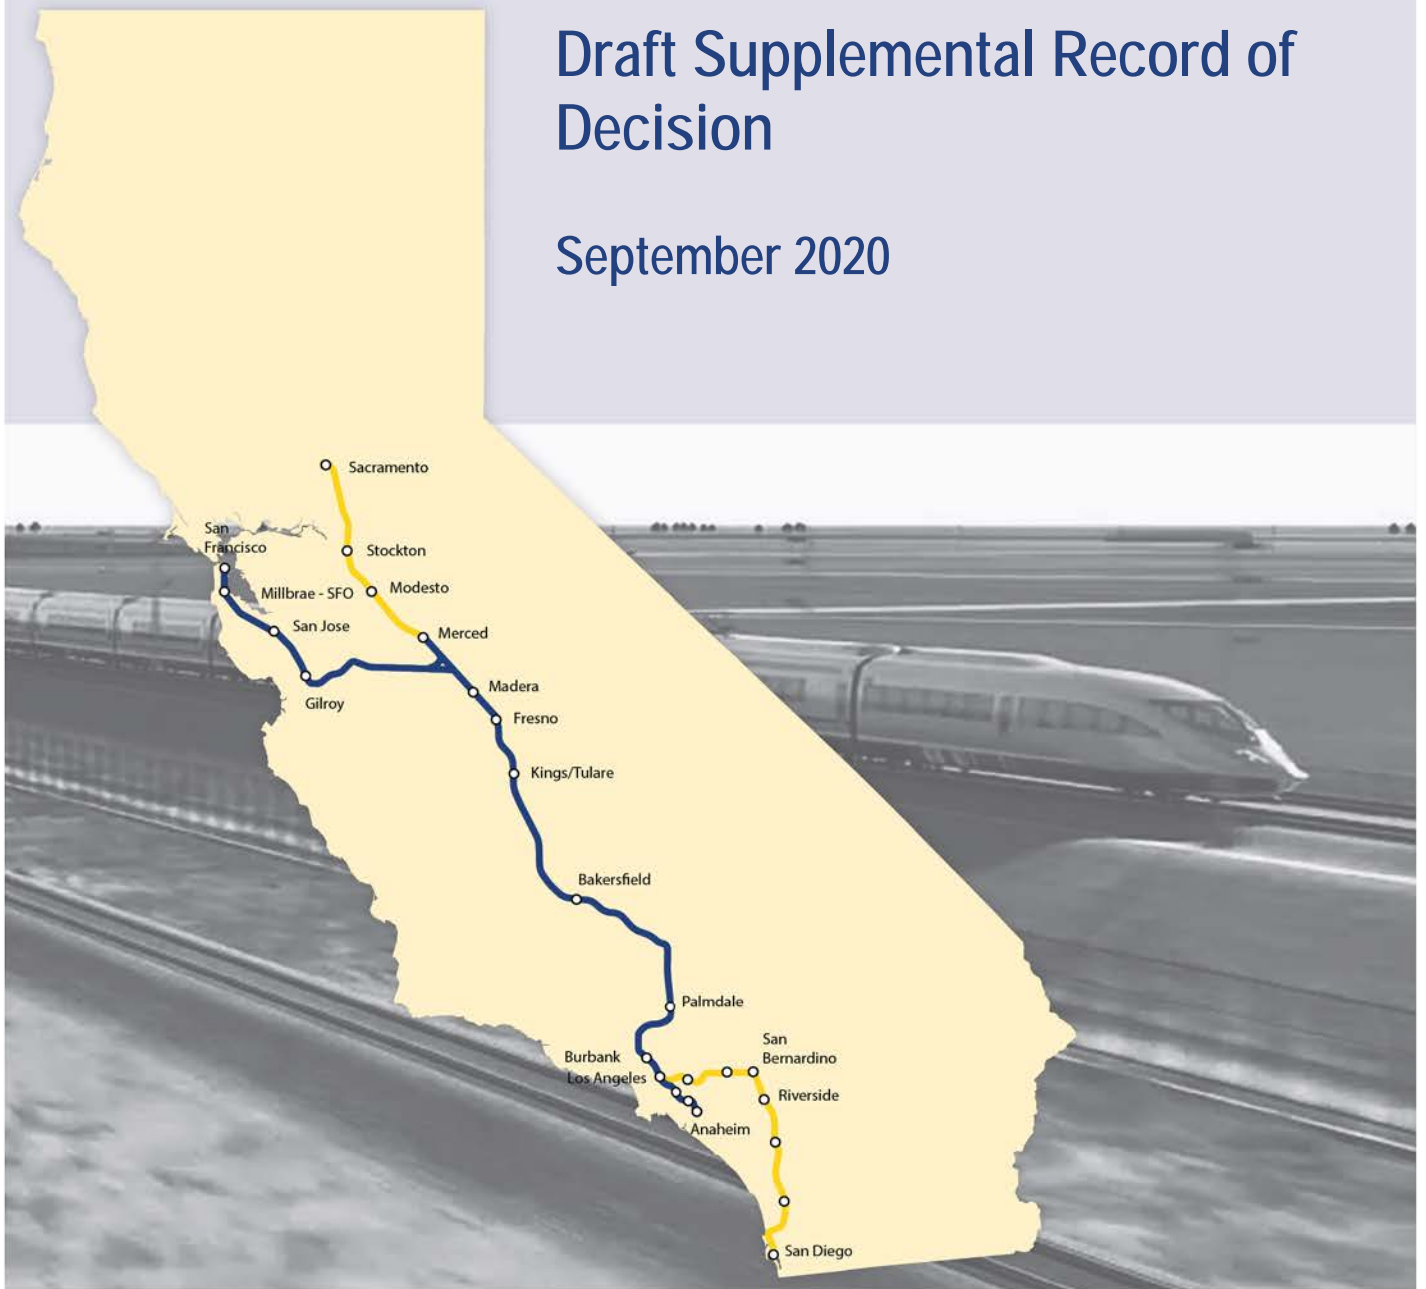 Draft Supplemental Record of
Decision
September 2020
Sacramento
San
Francisco
Stockton
Modesto
Millbrae - SFO
San Jose
Merced
Gilroy
Madera
Fresno
Kings/Tulare
Bakersfield
Palmdale
Burbank
Los Angeles
San
Bernardino
Riverside
Anaheim
San Diego